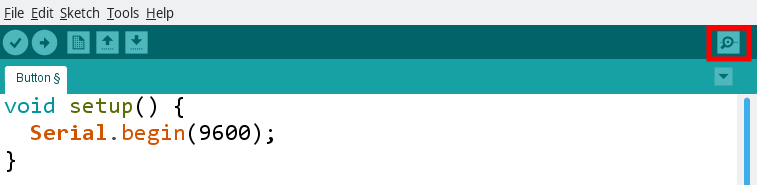 File Edit Sketch Tools Help
Button §
void setup() {
  Serial.begin(9600);
}